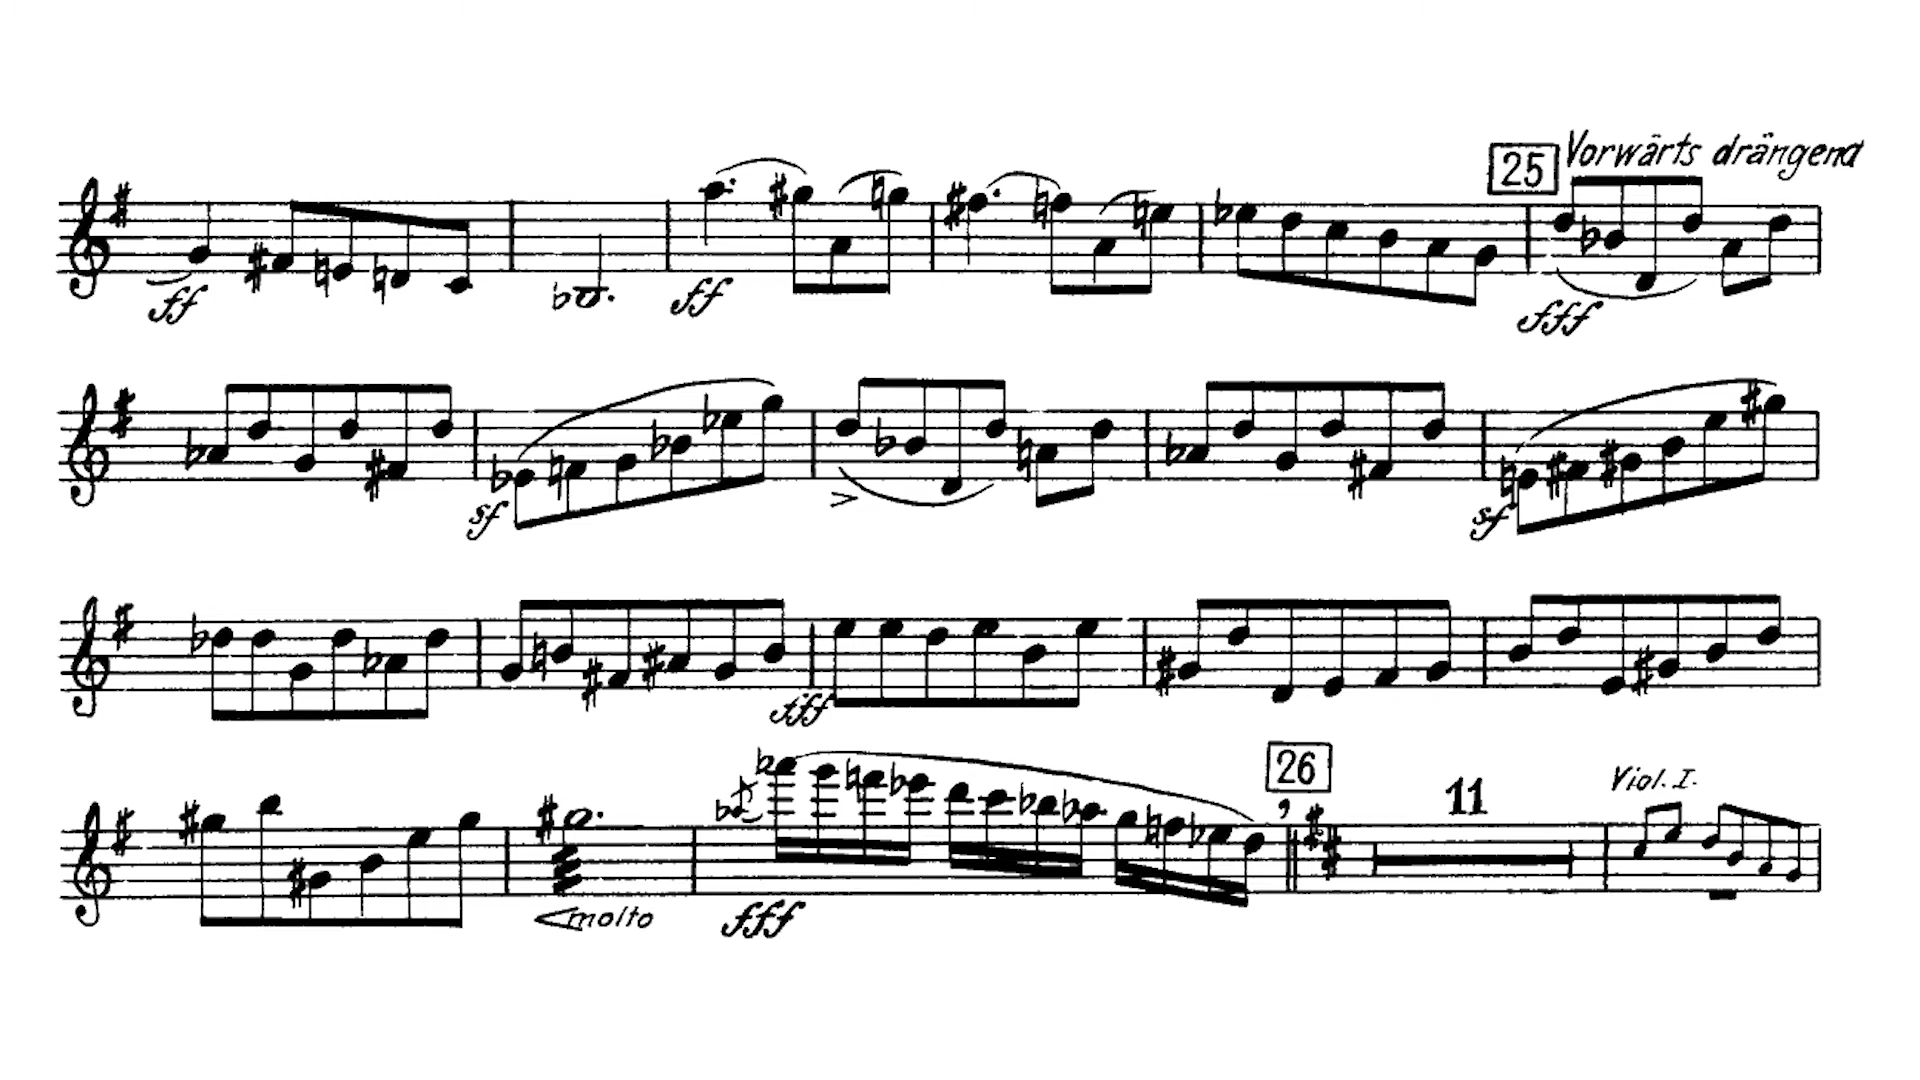 25 Vorwärts drängend
ff ff fff
sf > sf
fff
26
11 Viol. I.
molto fff